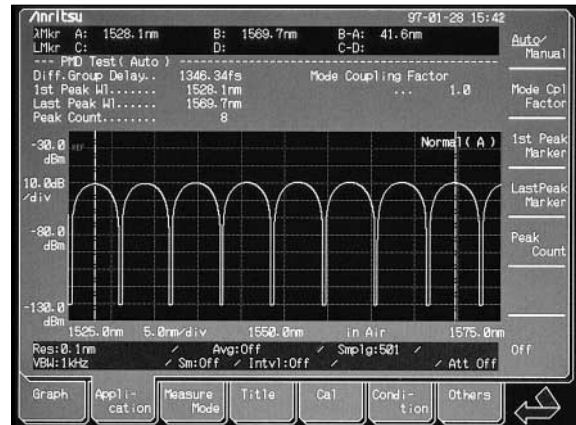 Anritsu 97-01-28 15:42
λMkr A: 1528.1nm B: 1569.7nm B-A: 41.6nm
LMkr C: D: C-D:
--- PMD Test( Auto ) ---
Diff.Group Delay.. 1346.34fs Mode Coupling Factor
1st Peak Wl....... 1528.1nm ... 1.0
Last Peak Wl...... 1569.7nm
Peak Count........ 8
-30.0 REF Normal( A )
dBm
10.0dB
/div
-80.0
dBm
-130.0
dBm
1525.0nm 5.0nm/div 1550.0nm in Air 1575.0nm
Res:0.1nm / Avg:Off / Smplg:501 /
VBW:1kHz / Sm:Off / Intvl:Off / / Att Off
Auto/
Manual
Mode Cpl
Factor
1st Peak
Marker
LastPeak
Marker
Peak
Count
Off
Graph
Appli-
cation
Measure
Mode
Title
Cal
Condi-
tion
Others